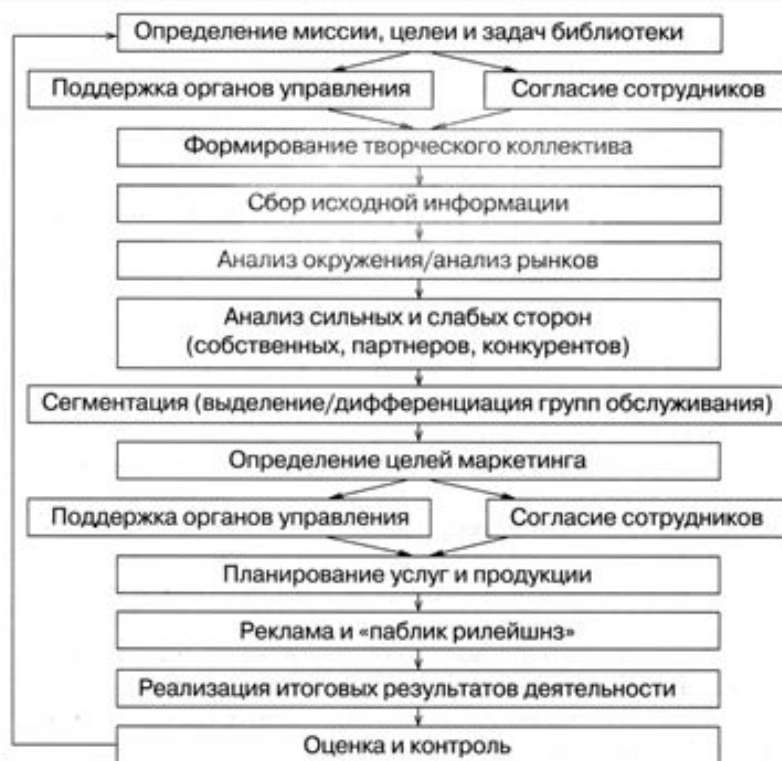 Определение миссии, целеи и задач библиотеки
Поддержка органов управления
Согласие сотрудников
Формирование творческого коллектива
Сбор исходной информации
Анализ окружения/анализ рынков
Анализ сильных и слабых сторон
(собственных, партнеров, конкурентов)
Сегментация (выделение/дифференциация групп обслуживания)
Определение целей маркетинга
Поддержка органов управления
Согласие сотрудников
Планирование услуг и продукции
Реклама и «паблик рилейшнз»
Реализация итоговых результатов деятельности
Оценка и контроль